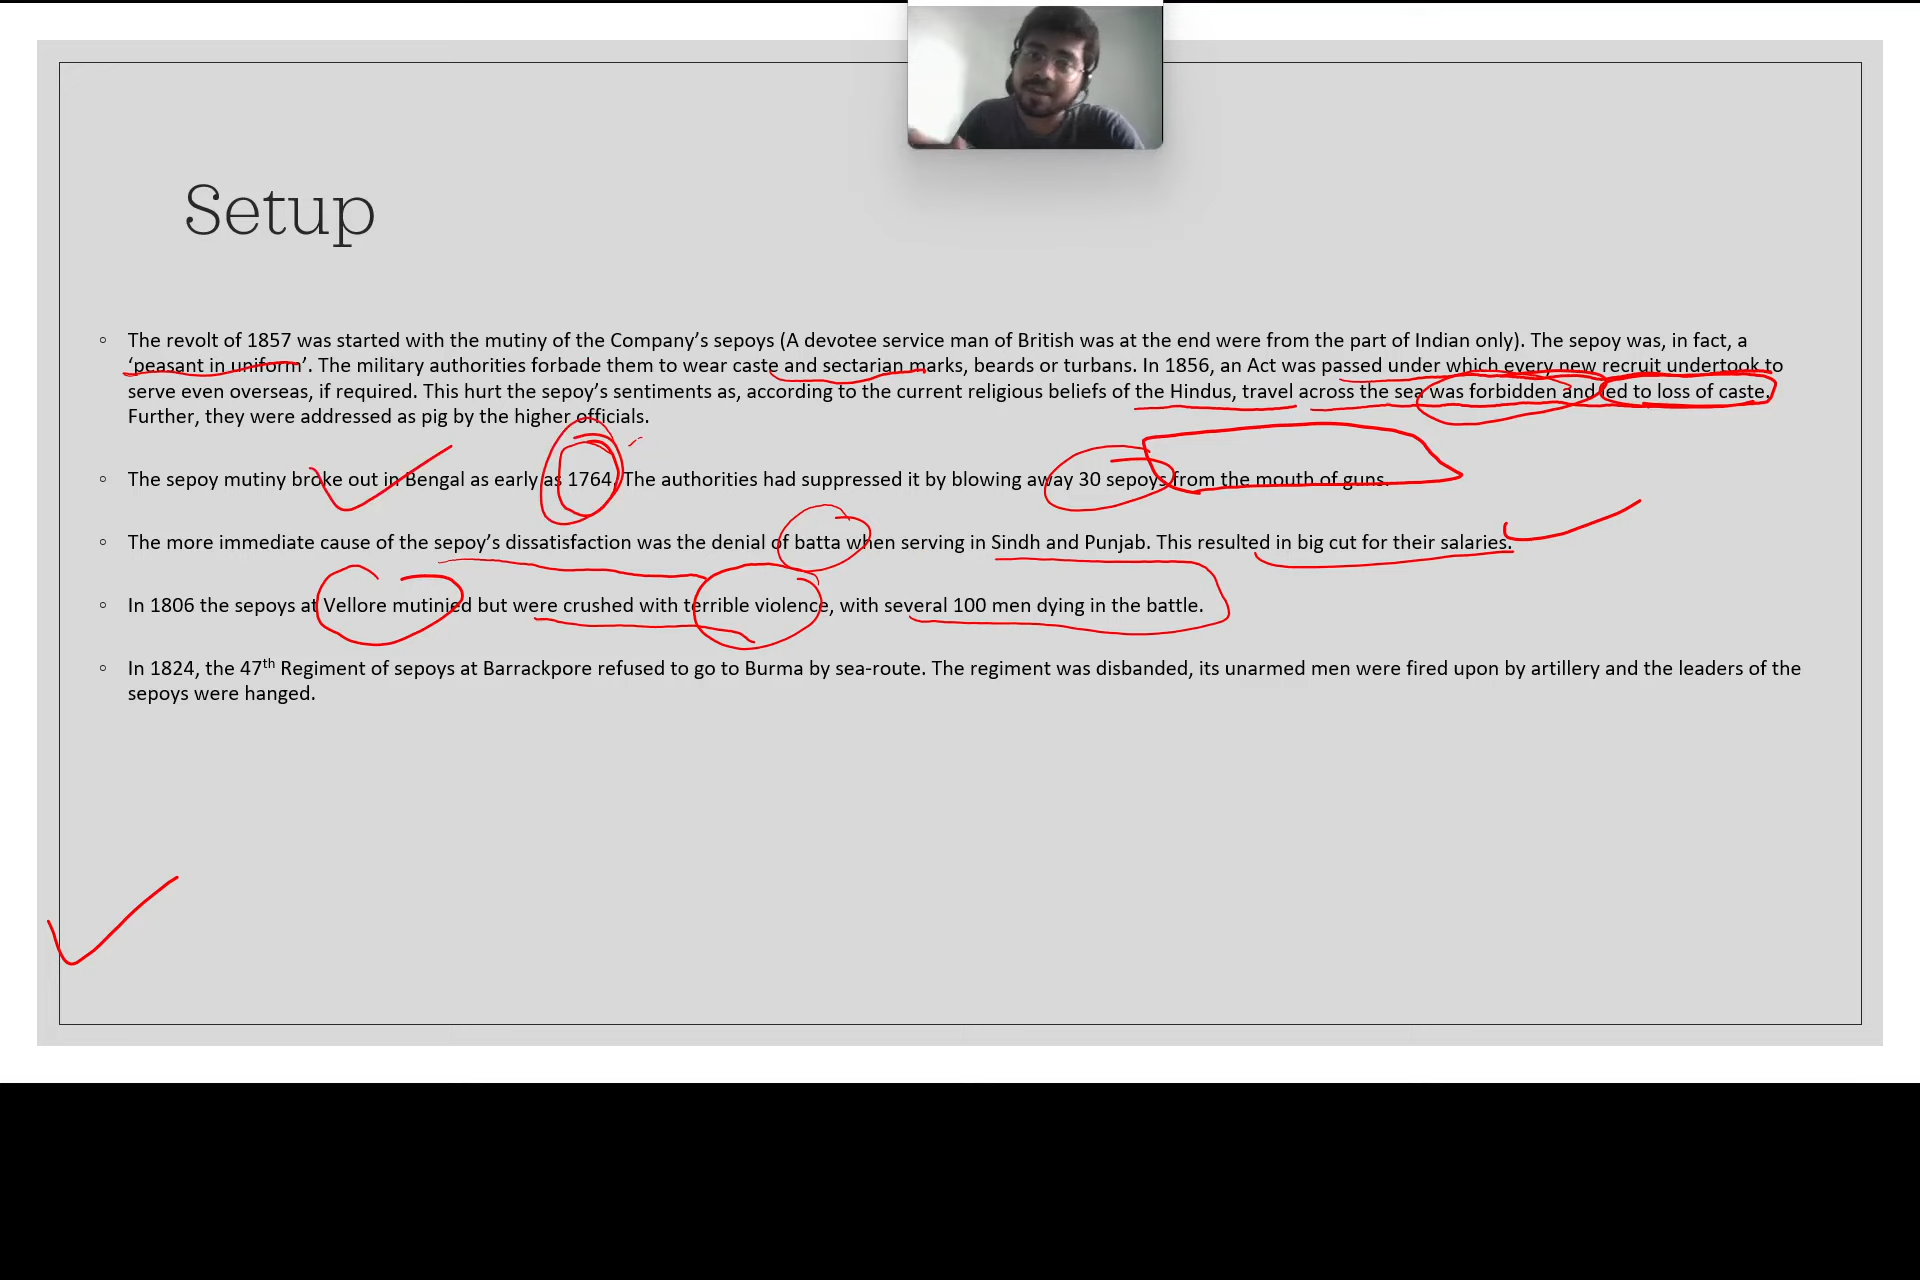 Setup
◦ The revolt of 1857 was started with the mutiny of the Company’s sepoys (A devotee service man of British was at the end were from the part of Indian only). The sepoy was, in fact, a
‘peasant in uniform’. The military authorities forbade them to wear caste and sectarian marks, beards or turbans. In 1856, an Act was passed under which every new recruit undertook to
serve even overseas, if required. This hurt the sepoy’s sentiments as, according to the current religious beliefs of the Hindus, travel across the sea was forbidden and led to loss of caste.
Further, they were addressed as pig by the higher officials.
◦ The sepoy mutiny broke out in Bengal as early as 1764. The authorities had suppressed it by blowing away 30 sepoys from the mouth of guns.
◦ The more immediate cause of the sepoy’s dissatisfaction was the denial of batta when serving in Sindh and Punjab. This resulted in big cut for their salaries.
◦ In 1806 the sepoys at Vellore mutinied but were crushed with terrible violence, with several 100 men dying in the battle.
◦ In 1824, the 47th Regiment of sepoys at Barrackpore refused to go to Burma by sea-route. The regiment was disbanded, its unarmed men were fired upon by artillery and the leaders of the
sepoys were hanged.